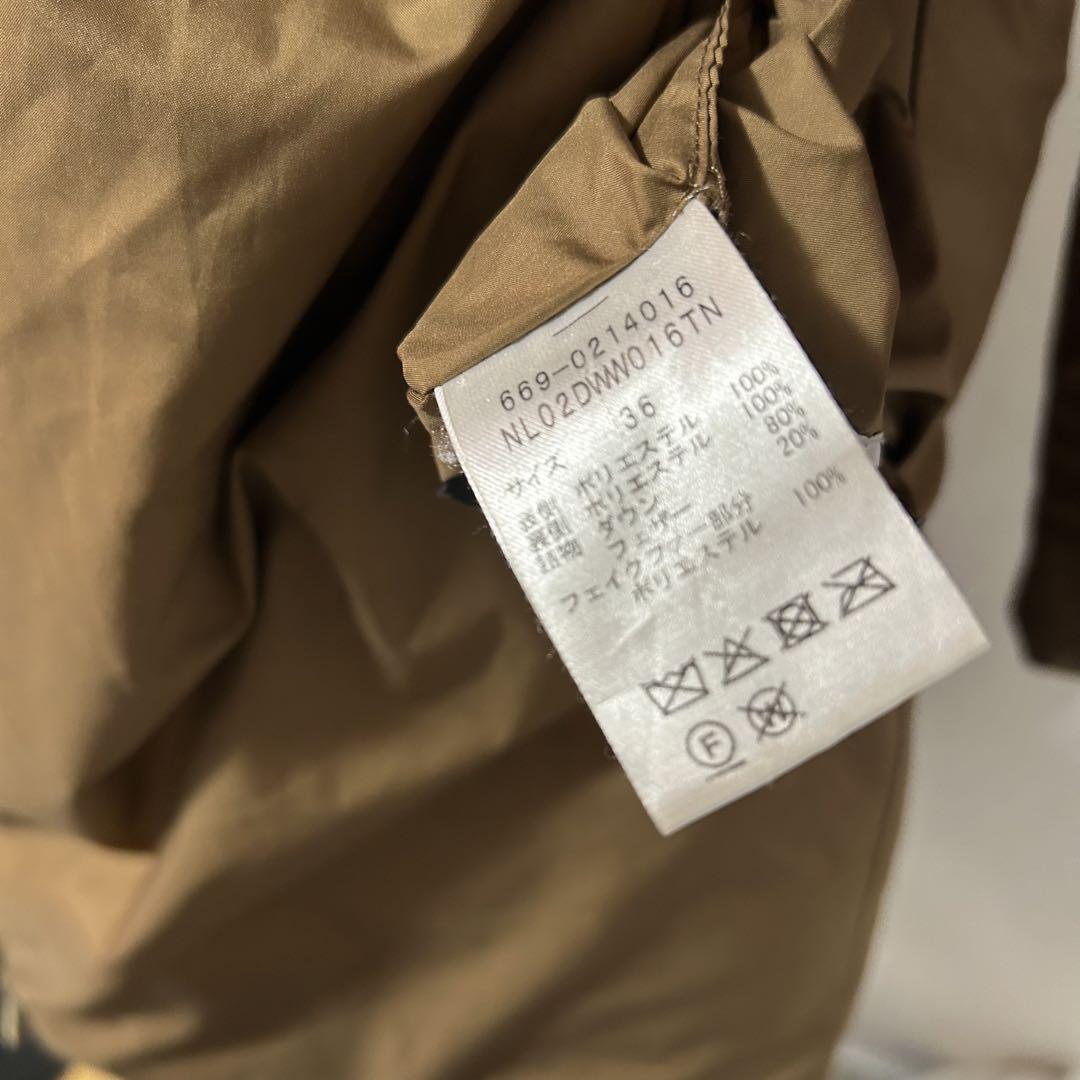 669-0214016
NL02DWW016TN
サイズ 36
表側 ポリエステル 100%
裏側 ポリエステル 100%
詰物 ダウン 80%
フェザー 20%
フェイクファー部分
ポリエステル 100%
F
W